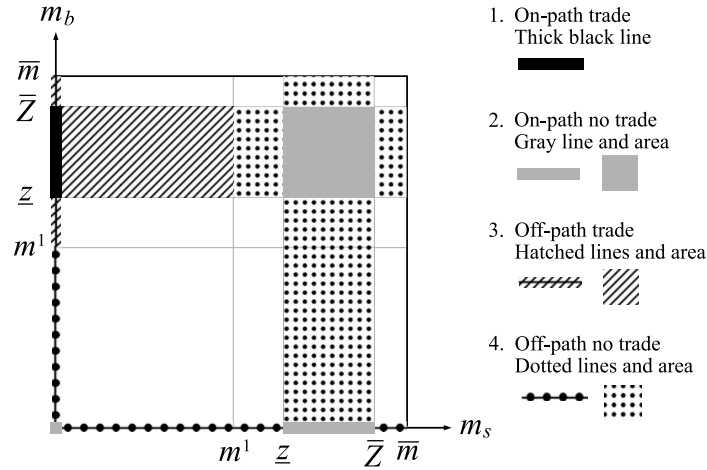 m_b
m̅
Z̅
z̲
m¹
m¹
z̲
Z̅
m̅
m_s
1. On-path trade
Thick black line
2. On-path no trade
Gray line and area
3. Off-path trade
Hatched lines and area
4. Off-path no trade
Dotted lines and area